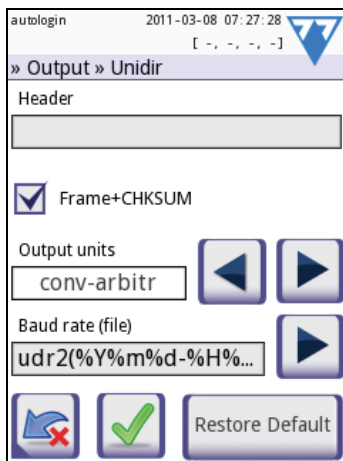 autologin 2011-03-08 07:27:28
[ -, -, -, -]
» Output » Unidir
Header
Frame+CHKSUM
Output units
conv-arbitr
Baud rate (file)
udr2(%Y%m%d-%H%...
Restore Default